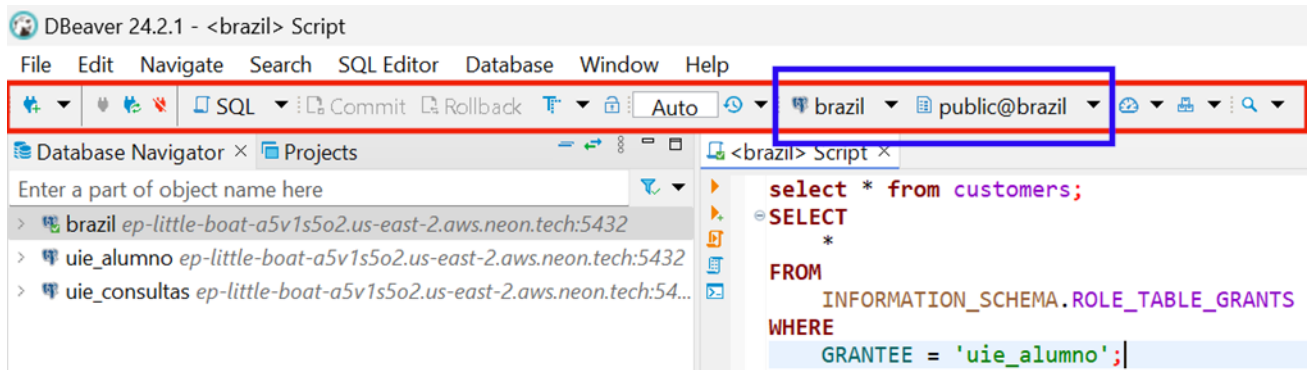 DBeaver 24.2.1 - <brazil> Script
File Edit Navigate Search SQL Editor Database Window Help
SQL Commit Rollback Auto brazil public@brazil
Database Navigator Projects
<brazil> Script
Enter a part of object name here
brazil ep-little-boat-a5v1s5o2.us-east-2.aws.neon.tech:5432
uie_alumno ep-little-boat-a5v1s5o2.us-east-2.aws.neon.tech:5432
uie_consultas ep-little-boat-a5v1s5o2.us-east-2.aws.neon.tech:54...
select * from customers;
SELECT
*
FROM
INFORMATION_SCHEMA.ROLE_TABLE_GRANTS
WHERE
GRANTEE = 'uie_alumno';